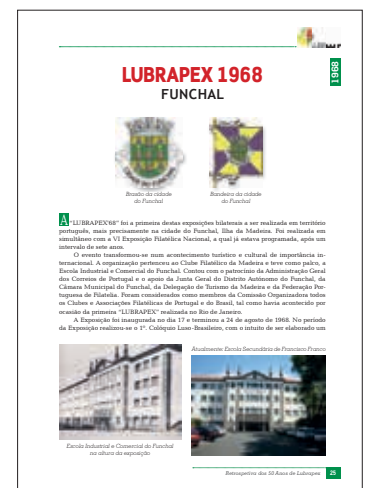 1968
LUBRAPEX 1968
FUNCHAL
Brasão da cidade
do Funchal
Bandeira da cidade
do Funchal
A "LUBRAPEX'68" foi a primeira destas exposições bilaterais a ser realizada em território
português, mais precisamente na cidade do Funchal, Ilha da Madeira. Foi realizada em
simultâneo com a VI Exposição Filatélica Nacional, a qual já estava programada, após um
intervalo de sete anos.
O evento transformou-se num acontecimento turístico e cultural de importância in-
ternacional. A organização pertenceu ao Clube Filatélico da Madeira e teve como palco, a
Escola Industrial e Comercial do Funchal. Contou com o patrocínio da Administração Geral
dos Correios de Portugal e o apoio da Junta Geral do Distrito Autónomo do Funchal, da
Câmara Municipal do Funchal, da Delegação de Turismo da Madeira e da Federação Por-
tuguesa de Filatelia. Foram considerados como membros da Comissão Organizadora todos
os Clubes e Associações Filatélicas de Portugal e do Brasil, tal como havia acontecido por
ocasião da primeira "LUBRAPEX" realizada no Rio de Janeiro.
A Exposição foi inaugurada no dia 17 e terminou a 24 de agosto de 1968. No período
da Exposição realizou-se o 1º. Colóquio Luso-Brasileiro, com o intuito de ser elaborado um
Atualmente: Escola Secundária de Francisco Franco
Escola Industrial e Comercial do Funchal
na altura da exposição
Retrospetiva dos 50 Anos de Lubrapex 25